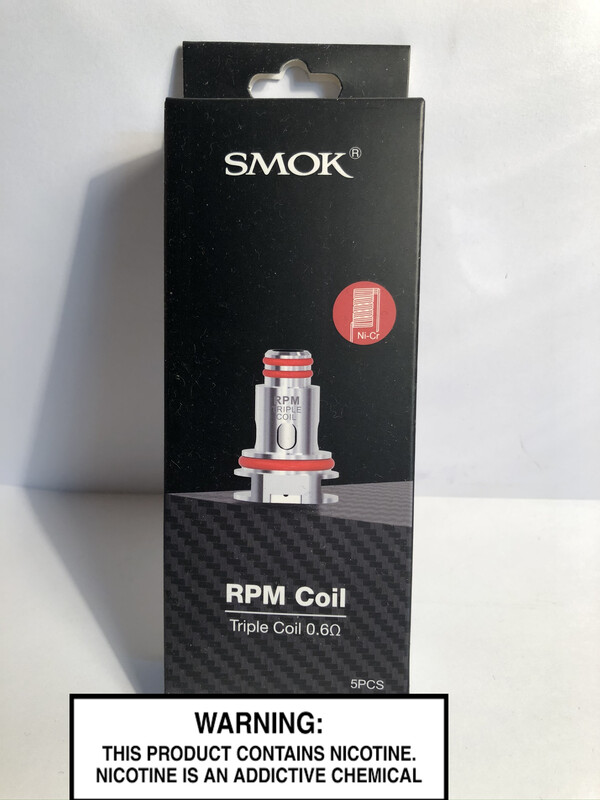 SMOK®
Ni-Cr
RPM
TRIPLE
COIL
RPM Coil
Triple Coil 0.6Ω
5PCS
WARNING:
THIS PRODUCT CONTAINS NICOTINE.
NICOTINE IS AN ADDICTIVE CHEMICAL